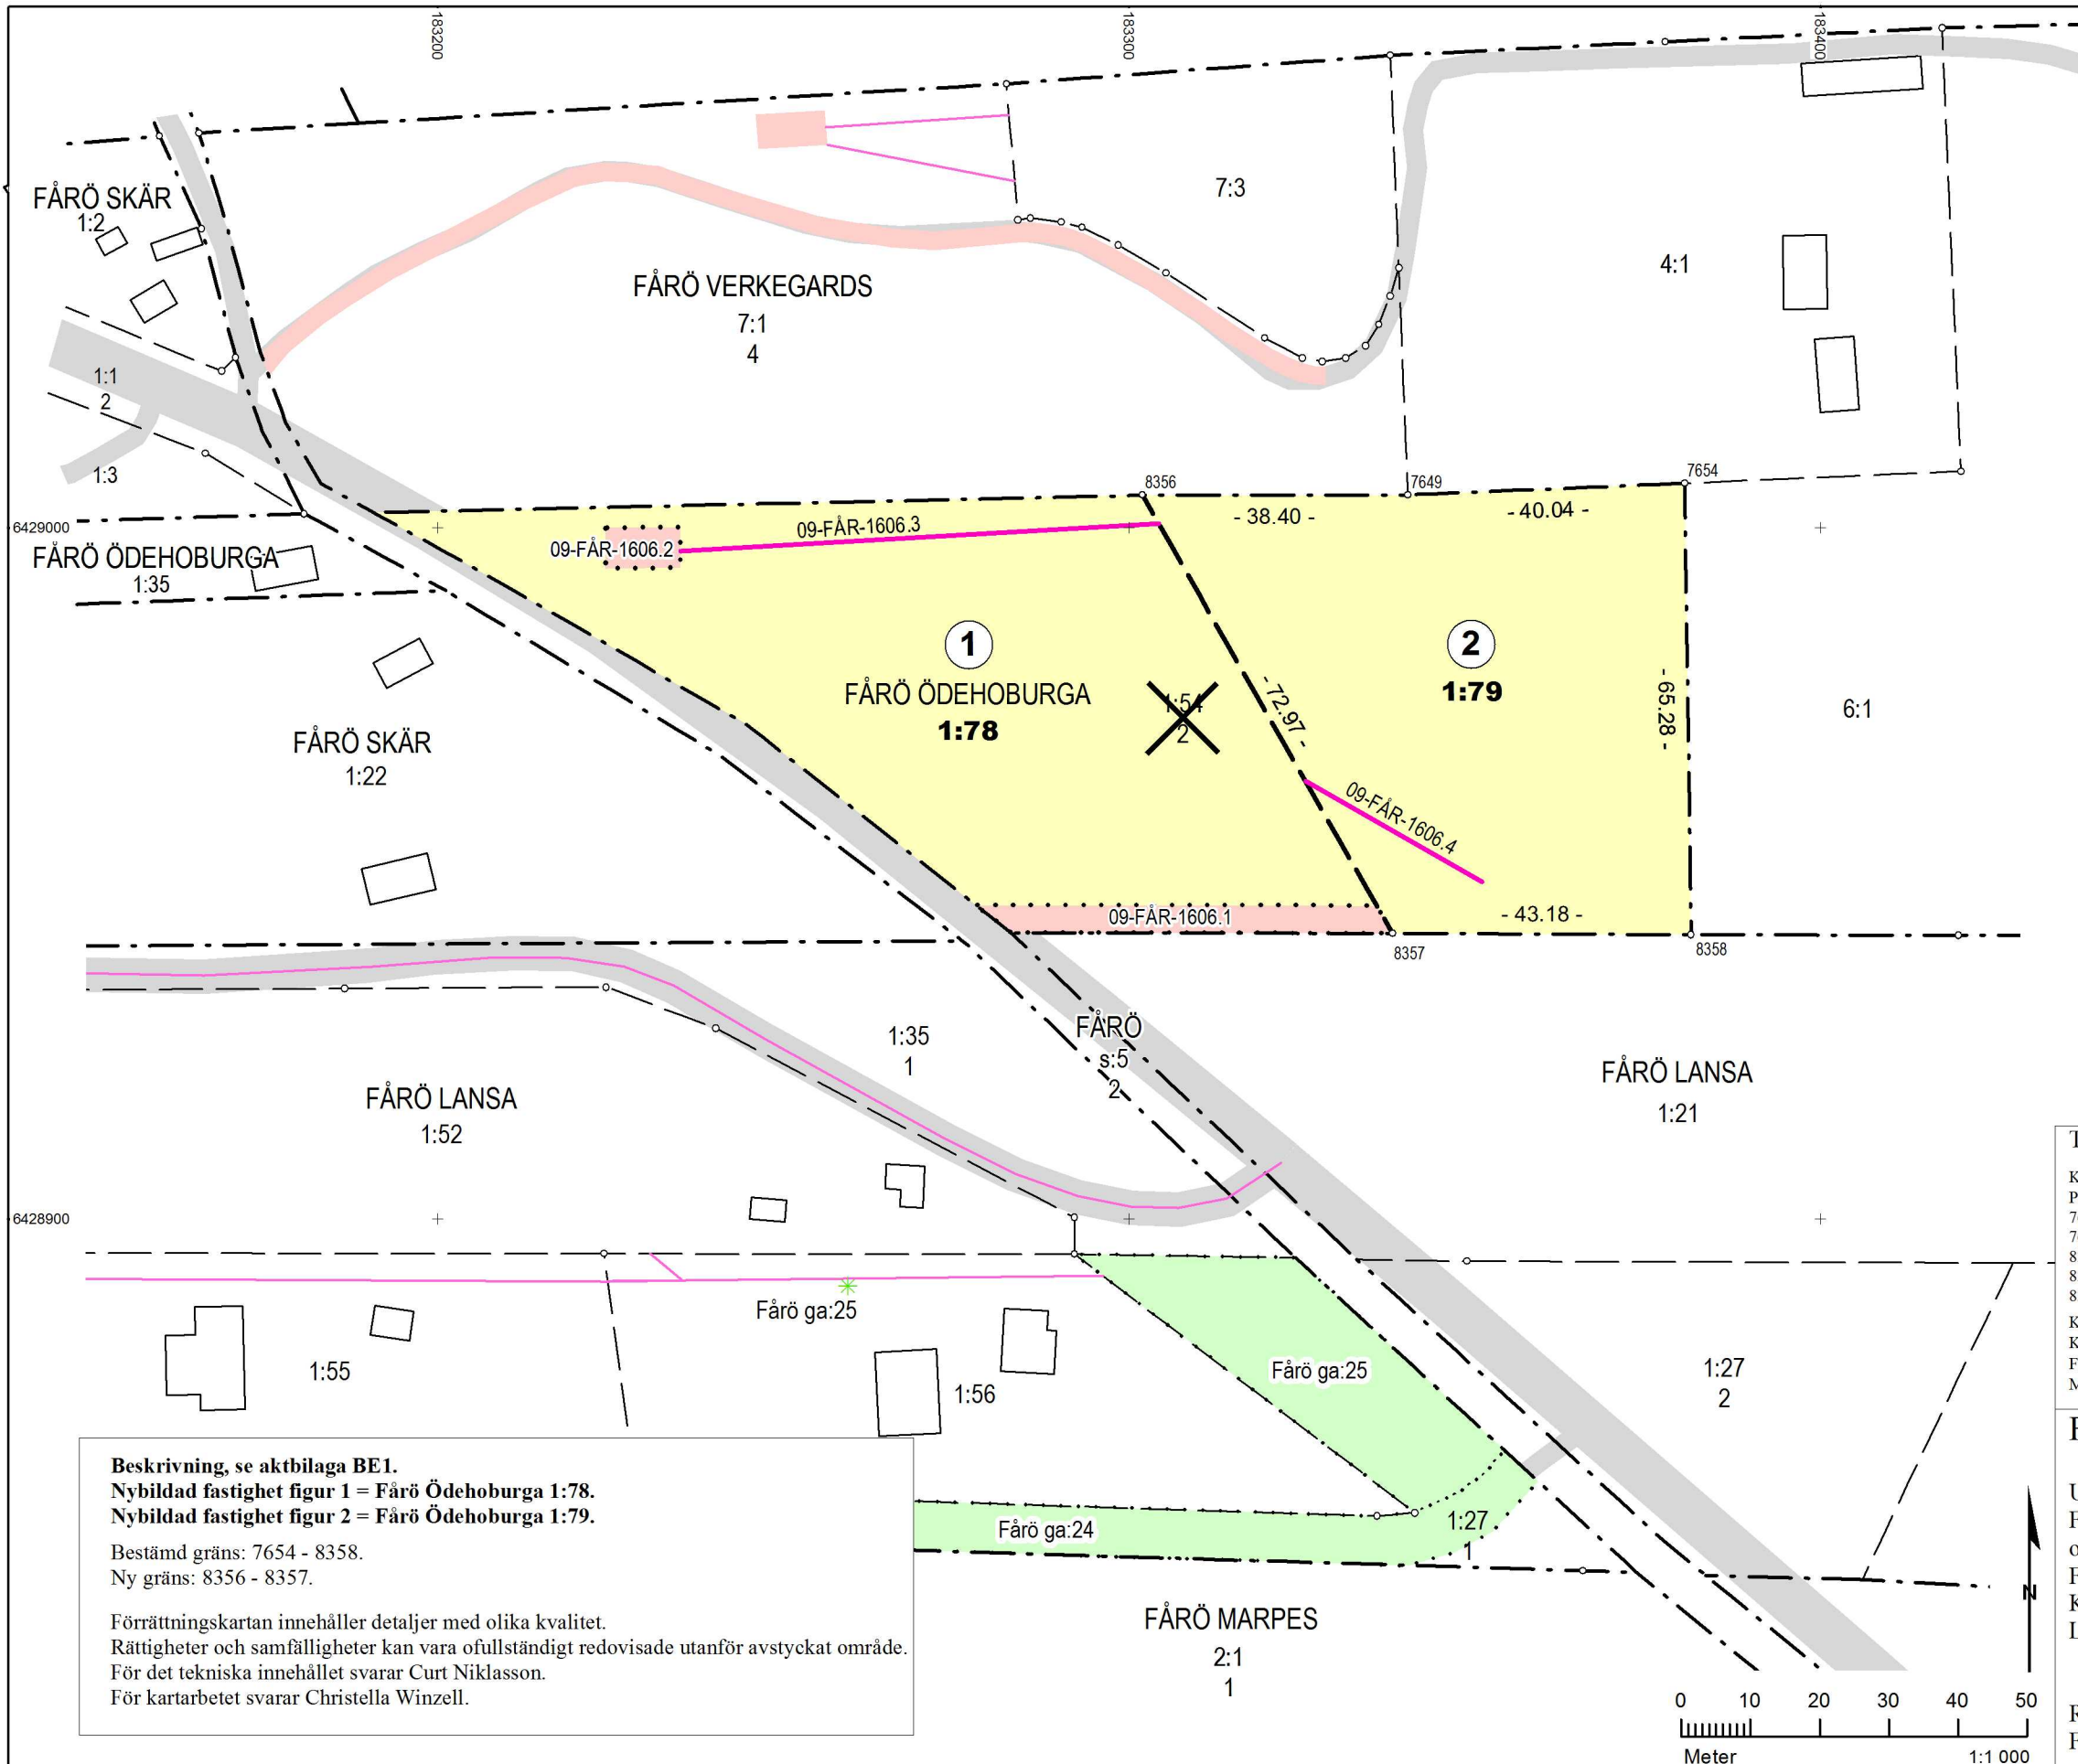 183200
183300
183400
FÅRÖ SKÄR
1:2
7:3
4:1
FÅRÖ VERKEGARDS
7:1
4
1:1
2
1:3
8356
7649
7654
- 38.40 -
- 40.04 -
6429000
09-FÅR-1606.3
09-FÅR-1606.2
FÅRÖ ÖDEHOBURGA
1:35
1
2
FÅRÖ ÖDEHOBURGA
1:78
1:54
2
1:79
- 72.97 -
- 65.28 -
6:1
FÅRÖ SKÄR
1:22
09-FÅR-1606.4
09-FÅR-1606.1
- 43.18 -
8357
8358
1:35
1
FÅRÖ
s:5
2
FÅRÖ LANSA
1:52
FÅRÖ LANSA
1:21
6428900
Fårö ga:25
1:55
1:56
Fårö ga:25
1:27
2
Fårö ga:24
1:27
1
FÅRÖ MARPES
2:1
1
Beskrivning, se aktbilaga BE1.
Nybildad fastighet figur 1 = Fårö Ödehoburga 1:78.
Nybildad fastighet figur 2 = Fårö Ödehoburga 1:79.
Bestämd gräns: 7654 - 8358.
Ny gräns: 8356 - 8357.
Förrättningskartan innehåller detaljer med olika kvalitet.
Rättigheter och samfälligheter kan vara ofullständigt redovisade utanför avstyckat område.
För det tekniska innehållet svarar Curt Niklasson.
För kartarbetet svarar Christella Winzell.
N
0 10 20 30 40 50
Meter 1:1 000